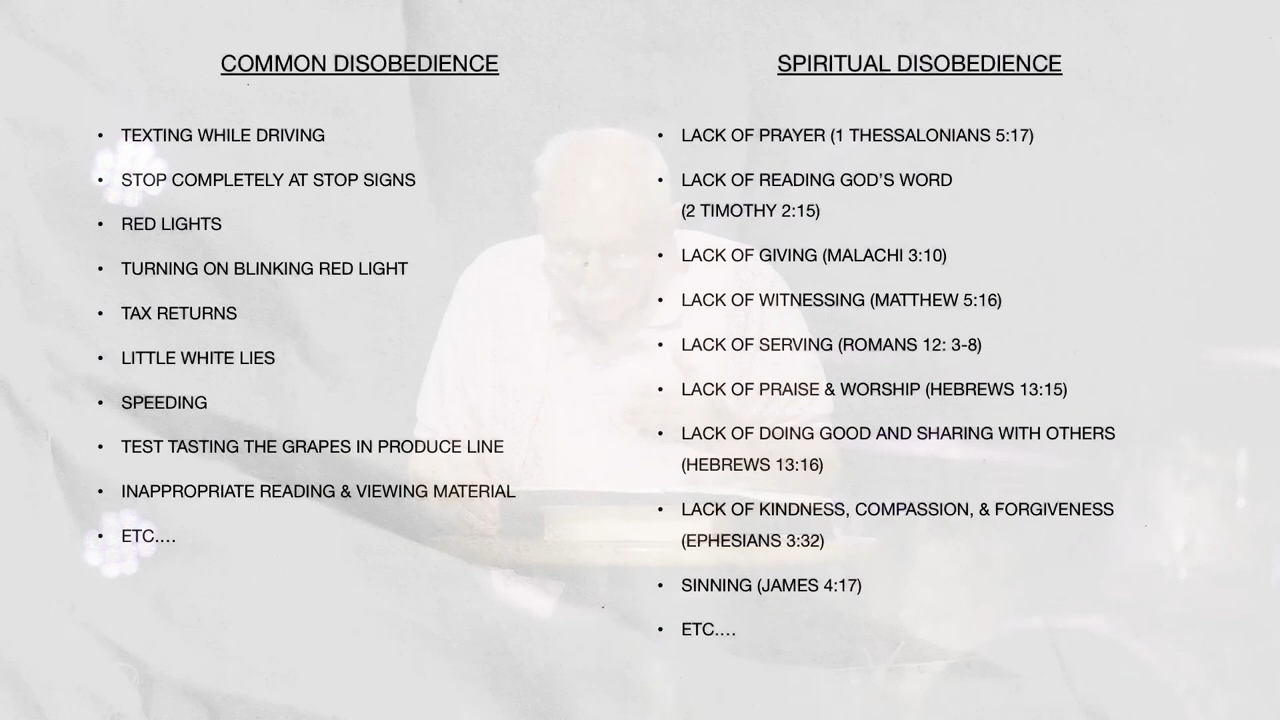 COMMON DISOBEDIENCE
• TEXTING WHILE DRIVING
• STOP COMPLETELY AT STOP SIGNS
• RED LIGHTS
• TURNING ON BLINKING RED LIGHT
• TAX RETURNS
• LITTLE WHITE LIES
• SPEEDING
• TEST TASTING THE GRAPES IN PRODUCE LINE
• INAPPROPRIATE READING & VIEWING MATERIAL
• ETC....
SPIRITUAL DISOBEDIENCE
• LACK OF PRAYER (1 THESSALONIANS 5:17)
• LACK OF READING GOD’S WORD
(2 TIMOTHY 2:15)
• LACK OF GIVING (MALACHI 3:10)
• LACK OF WITNESSING (MATTHEW 5:16)
• LACK OF SERVING (ROMANS 12: 3-8)
• LACK OF PRAISE & WORSHIP (HEBREWS 13:15)
• LACK OF DOING GOOD AND SHARING WITH OTHERS
(HEBREWS 13:16)
• LACK OF KINDNESS, COMPASSION, & FORGIVENESS
(EPHESIANS 3:32)
• SINNING (JAMES 4:17)
• ETC....